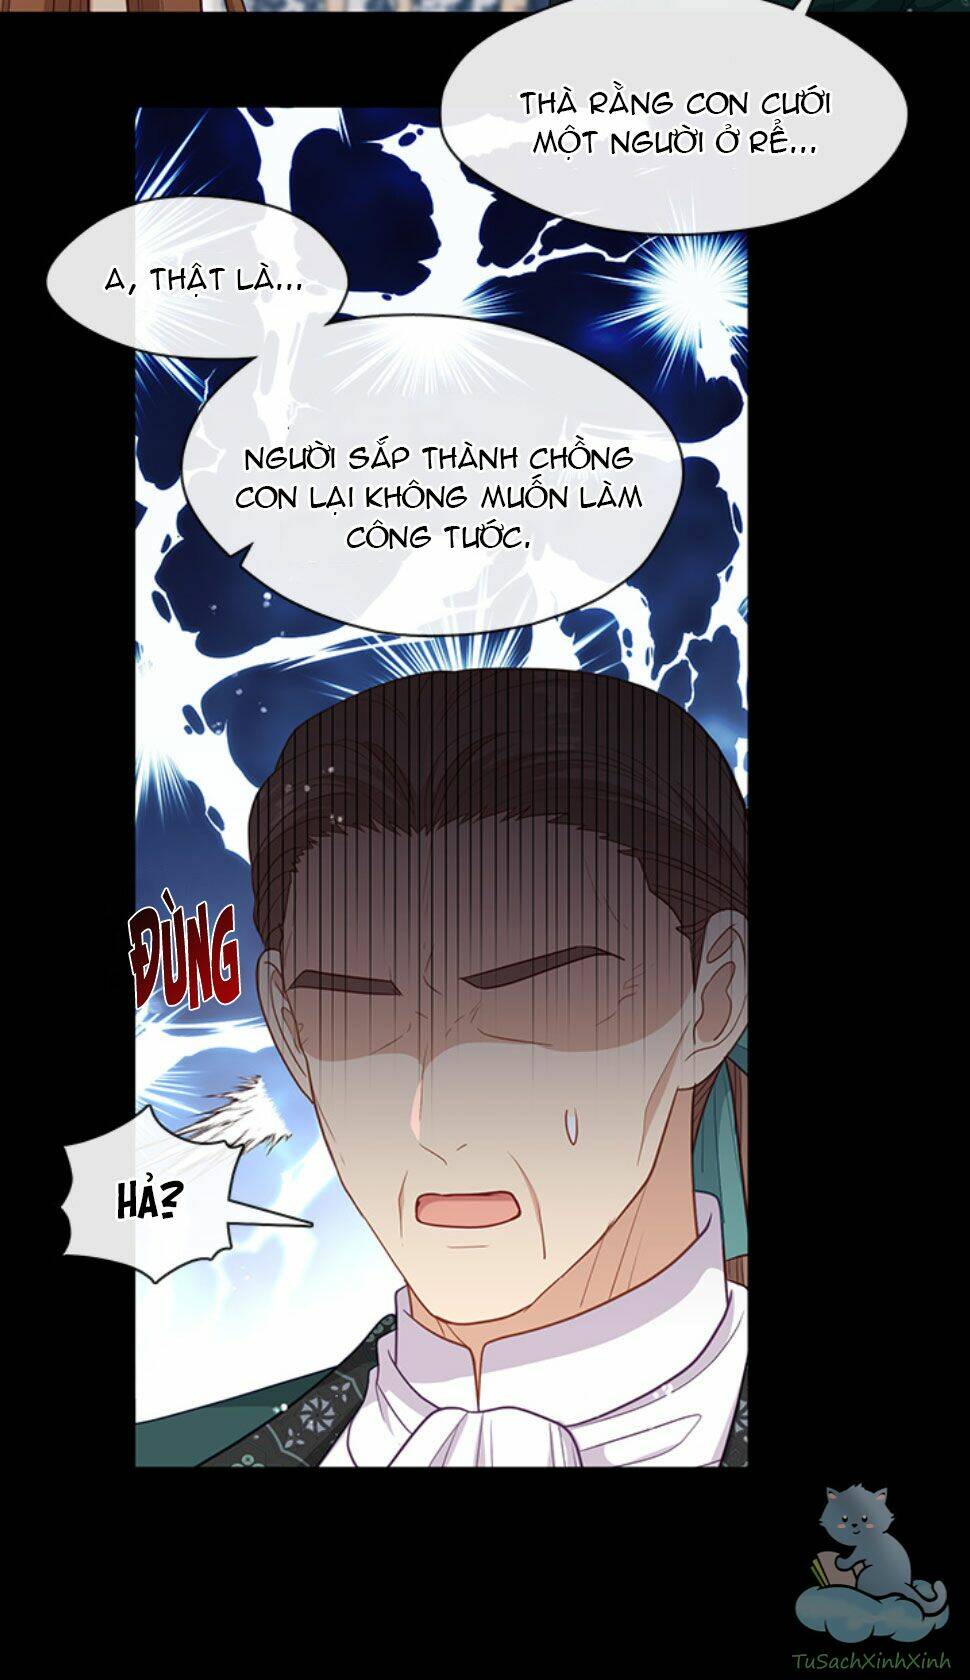 THÀ RẰNG CON CƯỚI
MỘT NGƯỜI Ở RỂ...
A, THẬT LÀ...
NGƯỜI SẮP THÀNH CHỒNG
CON LẠI KHÔNG MUỐN LÀM
CÔNG TƯỚC.
ĐÙNG
HẢ?
TuSachXinhXinh